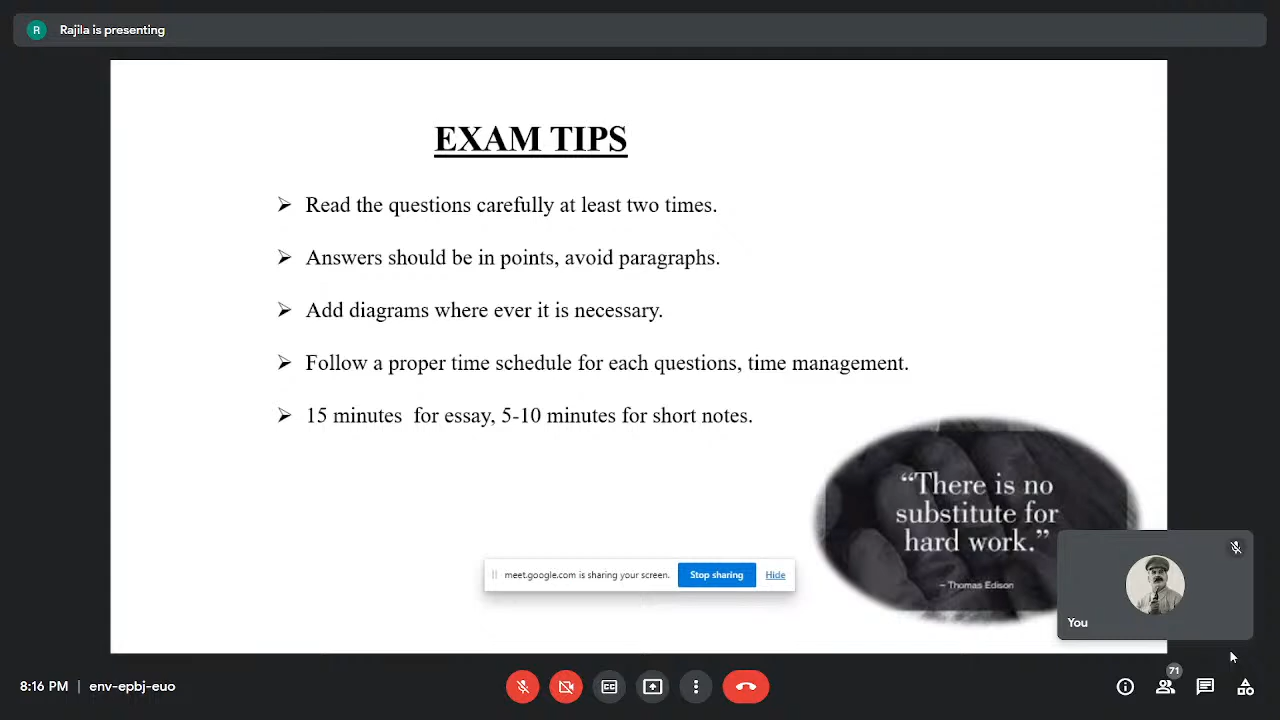 R Rajila is presenting
EXAM TIPS
➢ Read the questions carefully at least two times.
➢ Answers should be in points, avoid paragraphs.
➢ Add diagrams where ever it is necessary.
➢ Follow a proper time schedule for each questions, time management.
➢ 15 minutes  for essay, 5-10 minutes for short notes.
“There is no
substitute for
hard work.”
~ Thomas Edison
meet.google.com is sharing your screen. Stop sharing Hide
You
8:16 PM | env-epbj-euo
CC
71